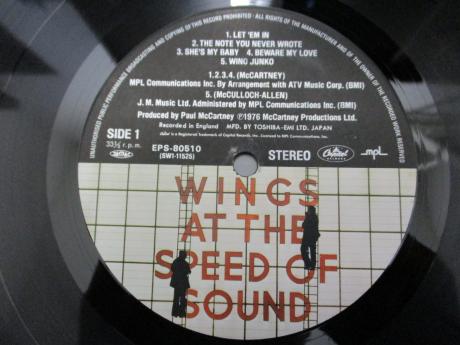 UNAUTHORISED PUBLIC PERFORMANCE BROADCASTING AND COPYING OF THIS RECORD PROHIBITED - ALL RIGHTS OF THE MANUFACTURER AND OF THE OWNER OF THE RECORDED WORK RESERVED
1. LET 'EM IN
2. THE NOTE YOU NEVER WROTE
3. SHE'S MY BABY 4. BEWARE MY LOVE
5. WINO JUNKO
1,2,3,4. (McCARTNEY)
MPL Communications Inc. By Arrangement with ATV Music Corp. (BMI)
5. (McCULLOCH-ALLEN)
J. M. Music Ltd. Administered by MPL Communications Inc. (BMI)
Produced by Paul McCartney ℗1976 McCartney Productions Ltd.
Recorded in England MFD. BY TOSHIBA-EMI LTD. JAPAN
SIDE 1
33⅓ r.p.m.
EPS-80510
(SW1-11525)
STEREO
Capitol
mpl
WINGS
AT THE
SPEED OF
SOUND